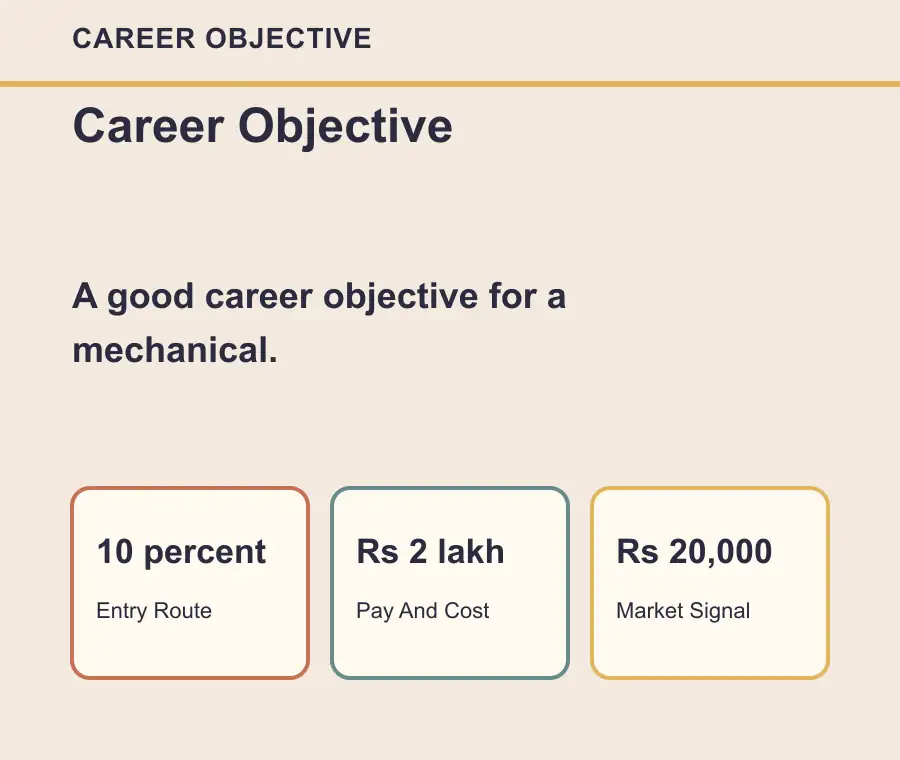 CAREER OBJECTIVE
Career Objective
A good career objective for a
mechanical.
10 percent
Entry Route
Rs 2 lakh
Pay And Cost
Rs 20,000
Market Signal